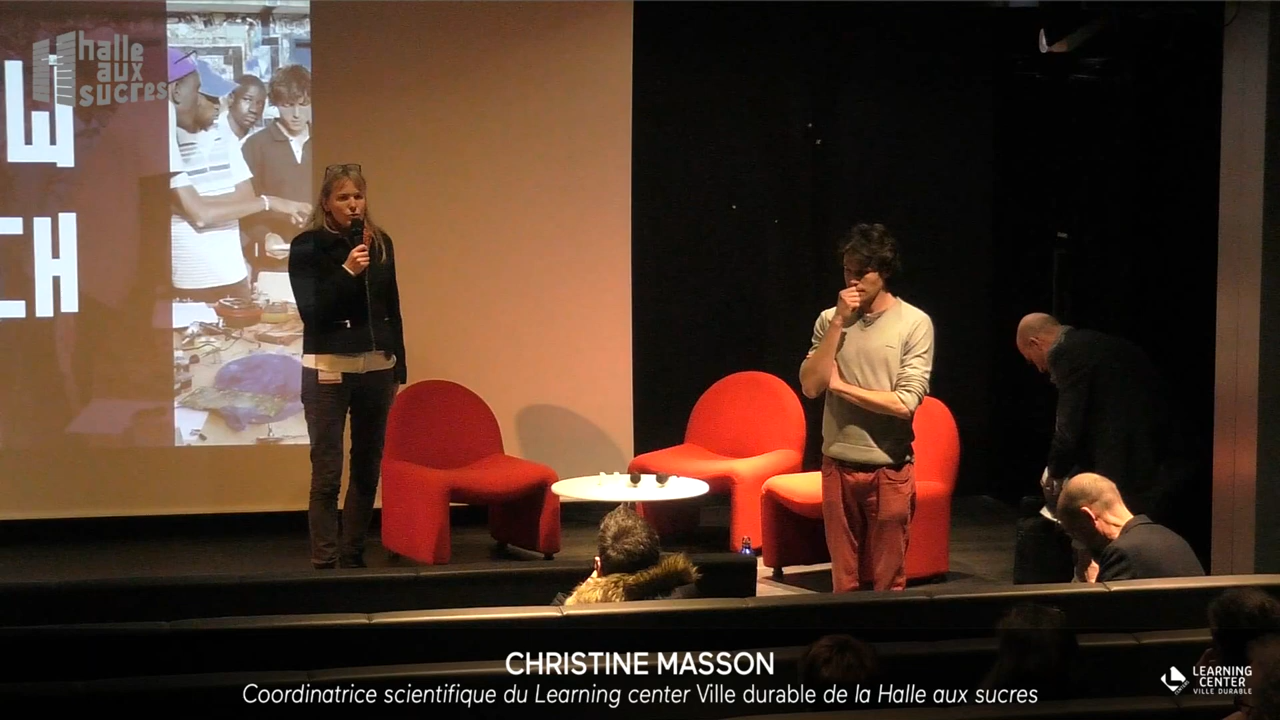 halle
aux
sucres
W
CH
CHRISTINE MASSON
Coordinatrice scientifique du Learning center Ville durable de la Halle aux sucres
LEARNING
CENTER
VILLE DURABLE